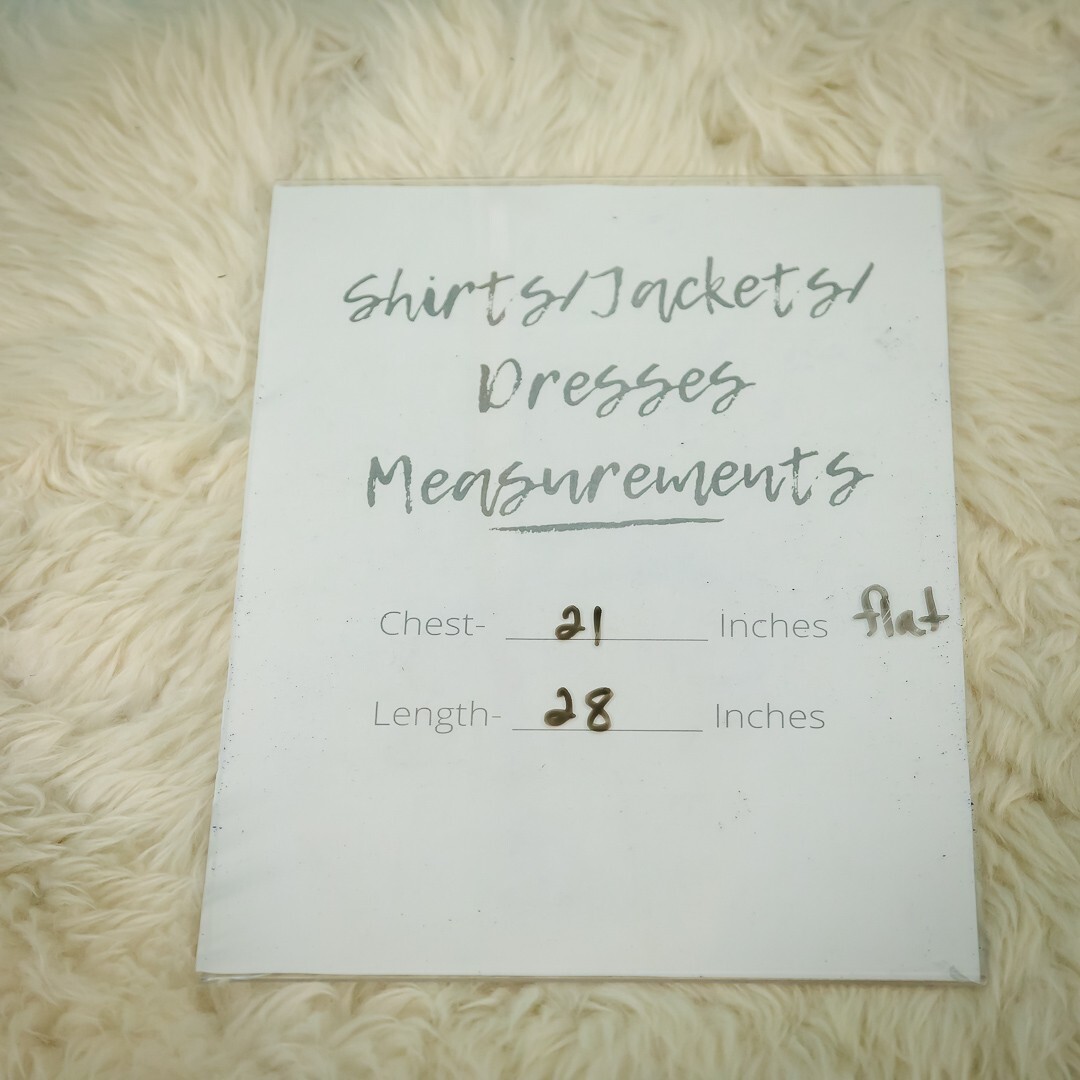 Shirts/Jackets/
Dresses
Measurements
Chest- 21 Inches flat
Length- 28 Inches